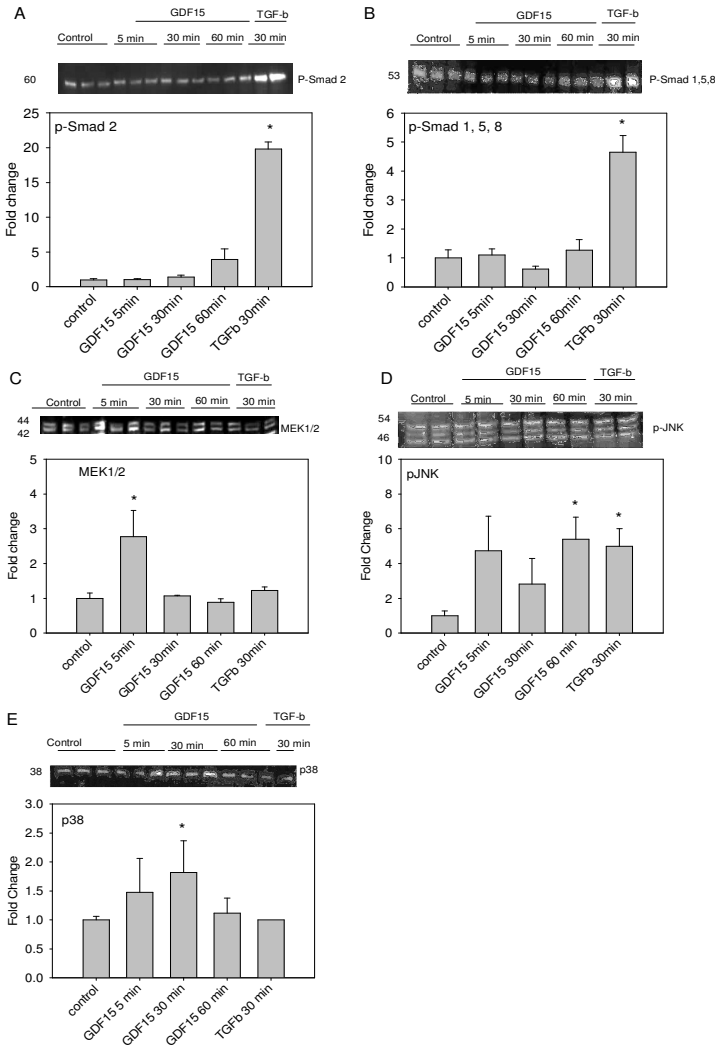 A
GDF15
TGF-b
Control
5 min
30 min
60 min
30 min
60
P-Smad 2
p-Smad 2
25
20
15
10
5
0
Fold change
*
control
GDF15 5min
GDF15 30min
GDF15 60min
TGFb 30min
B
GDF15
TGF-b
Control
5 min
30 min
60 min
30 min
53
P-Smad 1,5,8
p-Smad 1, 5, 8
6
5
4
3
2
1
0
Fold change
*
control
GDF15 5min
GDF15 30min
GDF15 60min
TGFb 30min
C
GDF15
TGF-b
Control
5 min
30 min
60 min
30 min
44
42
MEK1/2
MEK1/2
5
4
3
2
1
0
Fold change
*
control
GDF15 5min
GDF15 30min
GDF15 60 min
TGFb 30min
D
GDF15
TGF-b
Control
5 min
30 min
60 min
30 min
54
46
p-JNK
pJNK
10
8
6
4
2
0
Fold Change
*
*
control
GDF15 5min
GDF15 30min
GDF15 60 min
TGFb 30min
E
GDF15
TGF-b
Control
5 min
30 min
60 min
30 min
38
p38
p38
3.0
2.5
2.0
1.5
1.0
0.5
0.0
Fold Change
*
control
GDF15 5 min
GDF15 30 min
GDF15 60 min
TGFb 30 min